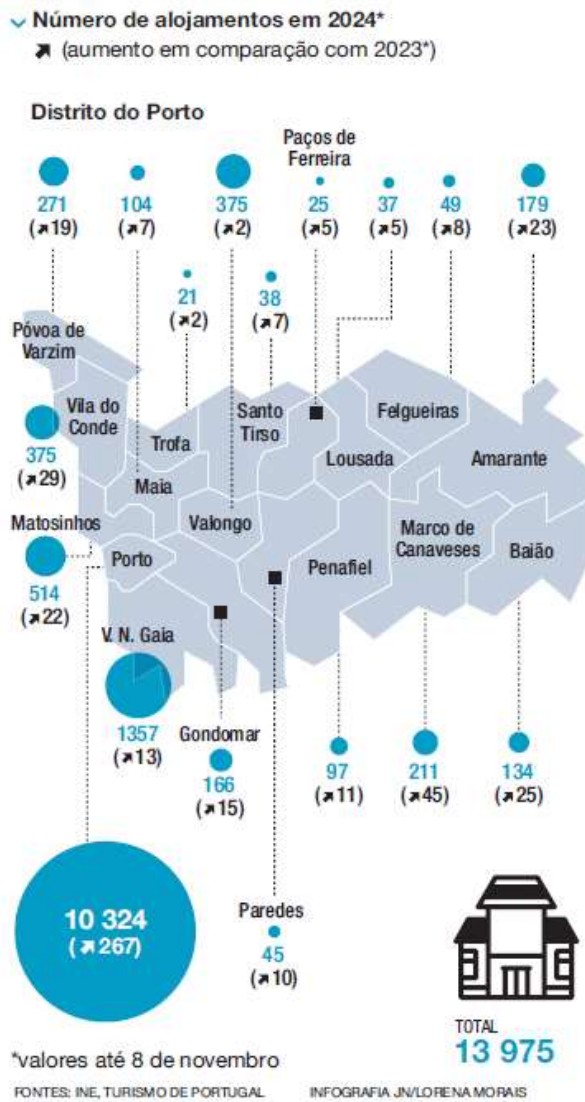 Número de alojamentos em 2024*
(aumento em comparação com 2023*)
Distrito do Porto
Paços de
Ferreira
271
(↗19)
104
(↗7)
375
(↗2)
25
(↗5)
37
(↗5)
49
(↗8)
179
(↗23)
21
(↗2)
38
(↗7)
Póvoa de
Varzim
Vila do
Conde
Trofa
Santo
Tirso
Felgueiras
Lousada
Amarante
375
(↗29)
Maia
Matosinhos
Valongo
Porto
Penafiel
Marco de
Canaveses
Baião
514
(↗22)
V. N. Gaia
1357
(↗13)
Gondomar
166
(↗15)
97
(↗11)
211
(↗45)
134
(↗25)
10 324
(↗267)
Paredes
45
(↗10)
TOTAL
13 975
*valores até 8 de novembro
FONTES: INE, TURISMO DE PORTUGAL
INFOGRAFIA JN/LORENA MORAIS